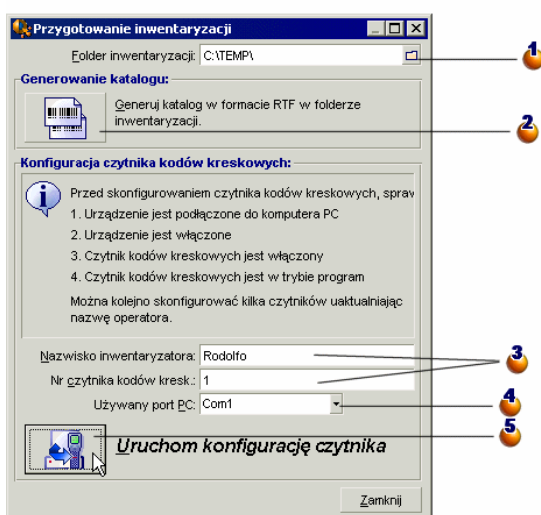 Przygotowanie inwentaryzacji
Folder inwentaryzacji: C:\TEMP\
1
Generowanie katalogu:
Generuj katalog w formacie RTF w folderze
inwentaryzacji.
2
Konfiguracja czytnika kodów kreskowych:
Przed skonfigurowaniem czytnika kodów kreskowych, spraw
1. Urządzenie jest podłączone do komputera PC
2. Urządzenie jest włączone
3. Czytnik kodów kreskowych jest włączony
4. Czytnik kodów kreskowych jest w trybie program
Można kolejno skonfigurować kilka czytników uaktualniając
nazwę operatora.
Nazwisko inwentaryzatora: Rodolfo
3
Nr czytnika kodów kresk.: 1
Używany port PC: Com1
4
5
Uruchom konfigurację czytnika
Zamknij